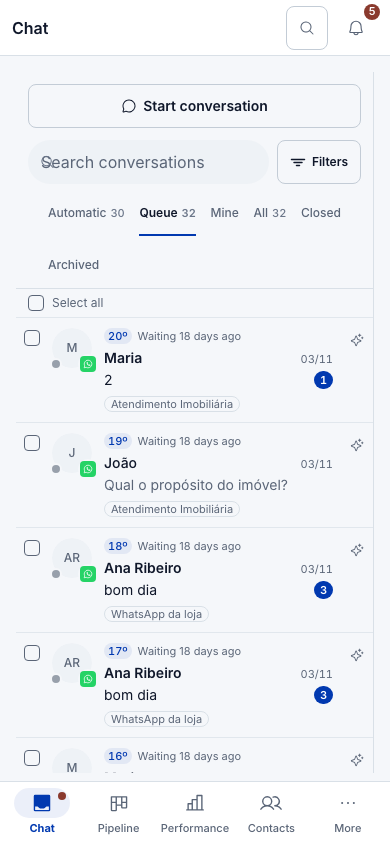 Chat
5
Start conversation
Search conversations
Filters
Automatic 30
Queue 32
Mine
All 32
Closed
Archived
Select all
M
20º Waiting 18 days ago
Maria
03/11
2
1
Atendimento Imobiliária
J
19º Waiting 18 days ago
João
03/11
Qual o propósito do imóvel?
Atendimento Imobiliária
AR
18º Waiting 18 days ago
Ana Ribeiro
03/11
bom dia
3
WhatsApp da loja
AR
17º Waiting 18 days ago
Ana Ribeiro
03/11
bom dia
3
WhatsApp da loja
M
16º Waiting 18 days ago
Chat
Pipeline
Performance
Contacts
More